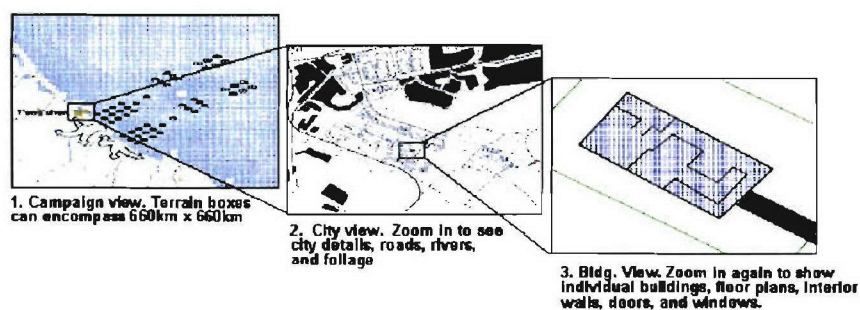 1. Campaign view. Terrain boxes
can encompass 660km x 660km
2. City view. Zoom in to see
city details, roads, rivers,
and foliage
3. Bldg. View. Zoom in again to show
individual buildings, floor plans, interior
walls, doors, and windows.